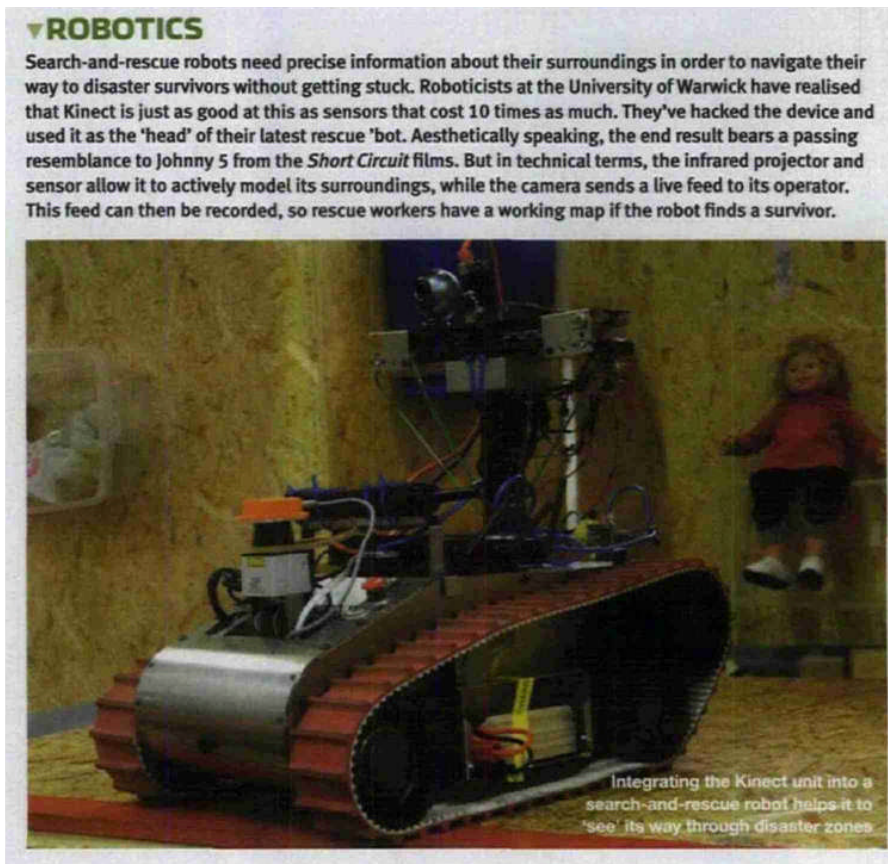 ROBOTICS
Search-and-rescue robots need precise information about their surroundings in order to navigate their
way to disaster survivors without getting stuck. Roboticists at the University of Warwick have realised
that Kinect is just as good at this as sensors that cost 10 times as much. They've hacked the device and
used it as the 'head' of their latest rescue 'bot. Aesthetically speaking, the end result bears a passing
resemblance to Johnny 5 from the Short Circuit films. But in technical terms, the infrared projector and
sensor allow it to actively model its surroundings, while the camera sends a live feed to its operator.
This feed can then be recorded, so rescue workers have a working map if the robot finds a survivor.
Integrating the Kinect unit into a
search-and-rescue robot helps it to
'see' its way through disaster zones